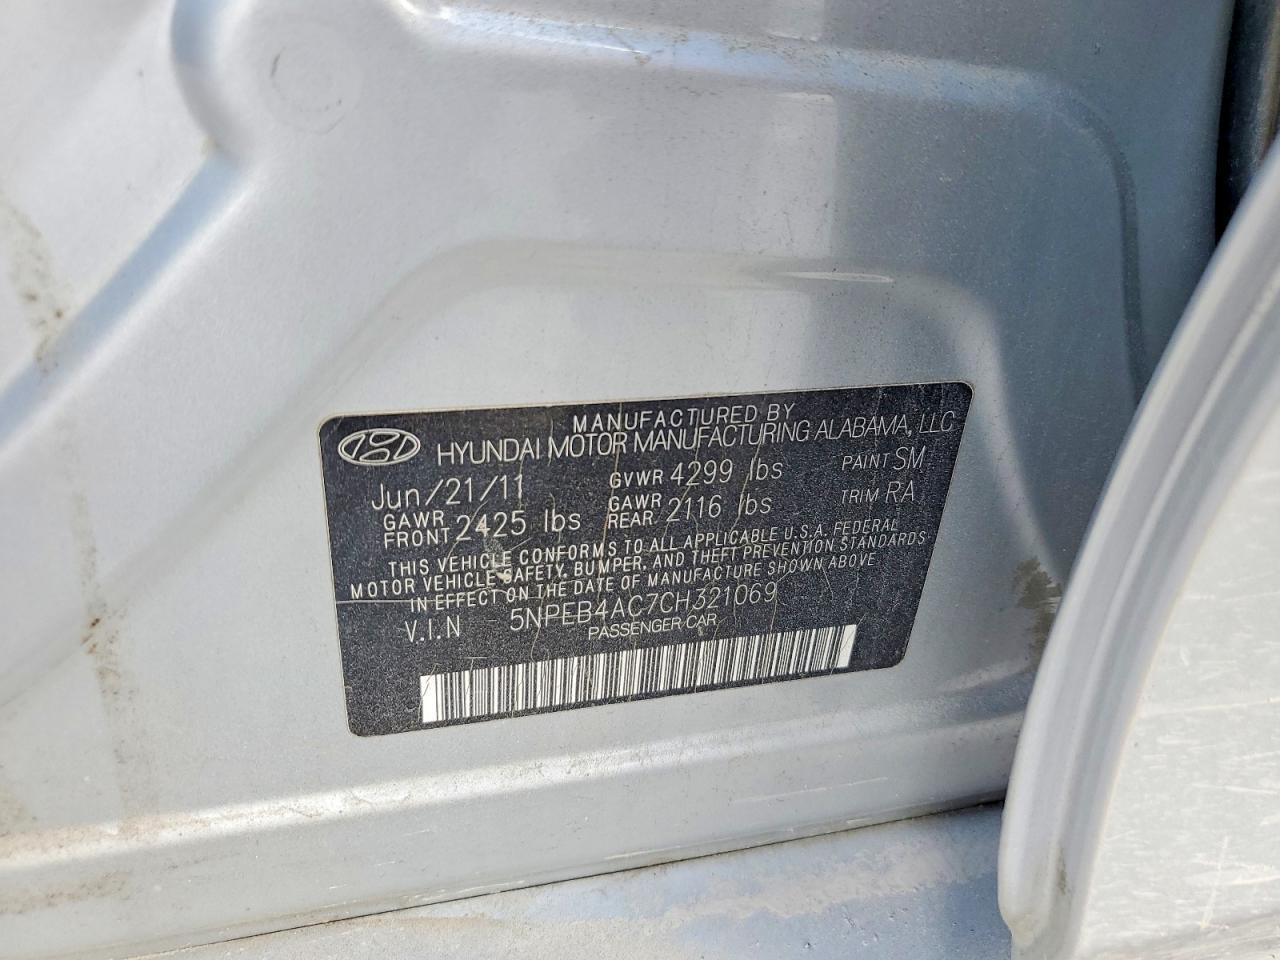 MANUFACTURED BY
HYUNDAI MOTOR MANUFACTURING ALABAMA, LLC
Jun/21/11 GVWR 4299 lbs PAINT SM
GAWR FRONT 2425 lbs GAWR REAR 2116 lbs TRIM RA
THIS VEHICLE CONFORMS TO ALL APPLICABLE U.S.A. FEDERAL
MOTOR VEHICLE SAFETY, BUMPER, AND THEFT PREVENTION STANDARDS
IN EFFECT ON THE DATE OF MANUFACTURE SHOWN ABOVE
V.I.N 5NPEB4AC7CH321069
PASSENGER CAR